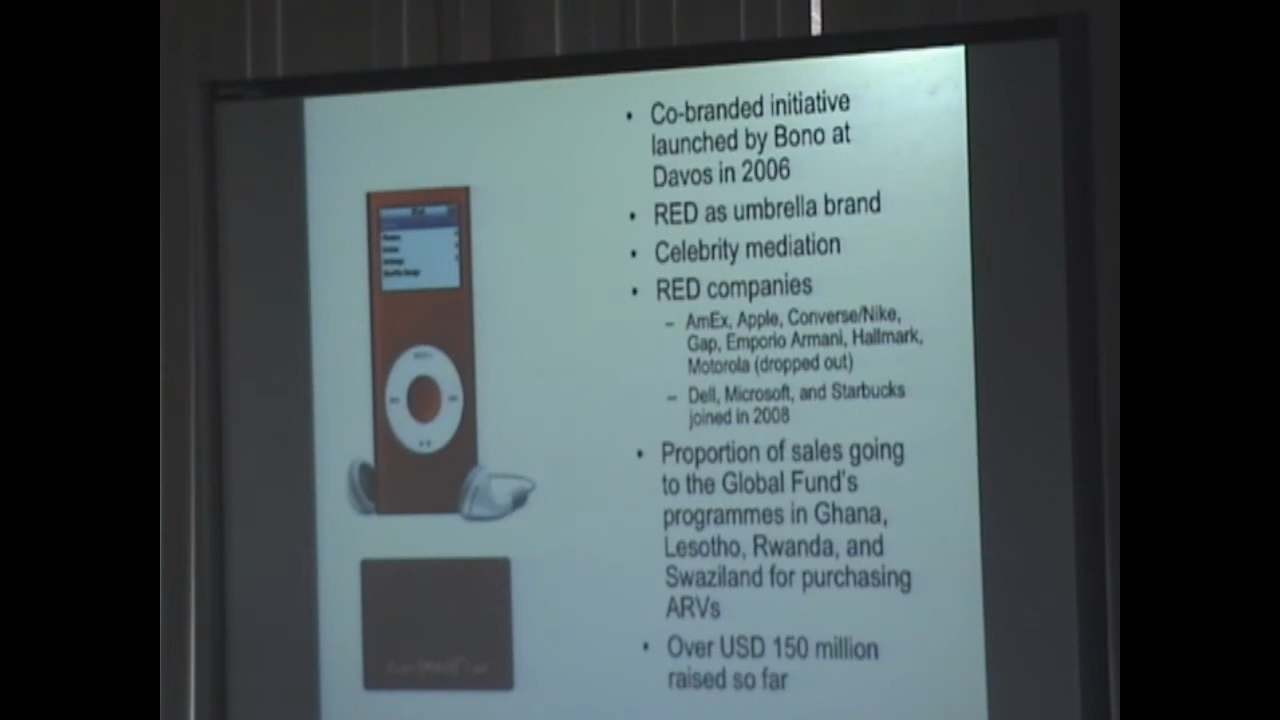 • Co-branded initiative
launched by Bono at
Davos in 2006
• RED as umbrella brand
• Celebrity mediation
• RED companies
– AmEx, Apple, Converse/Nike,
Gap, Emporio Armani, Hallmark,
Motorola (dropped out)
– Dell, Microsoft, and Starbucks
joined in 2008
• Proportion of sales going
to the Global Fund's
programmes in Ghana,
Lesotho, Rwanda, and
Swaziland for purchasing
ARVs
• Over USD 150 million
raised so far